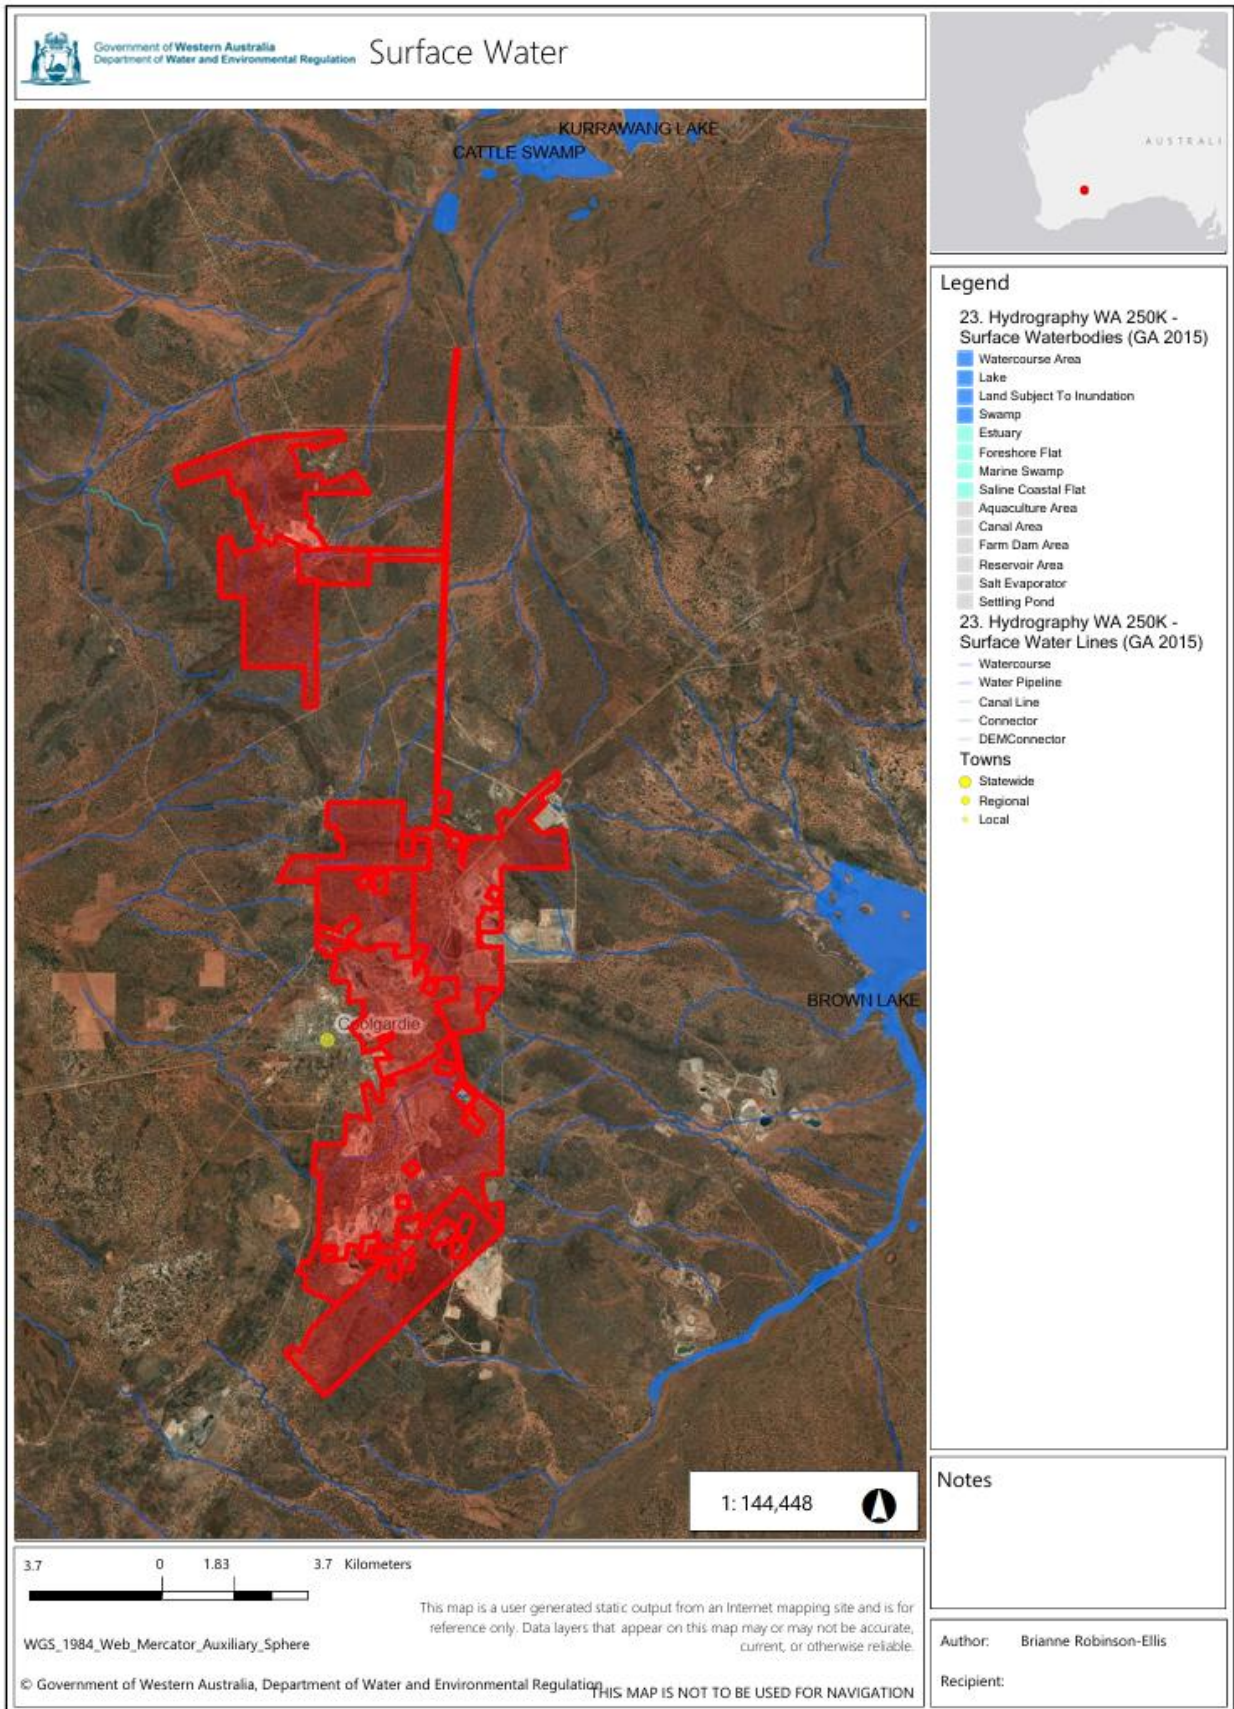 Government of Western Australia
Department of Water and Environmental Regulation
Surface Water
AUSTRALI
KURRAWANG LAKE
CATTLE SWAMP
Coolgardie
BROWN LAKE
1: 144,448
Legend
23. Hydrography WA 250K -
Surface Waterbodies (GA 2015)
Watercourse Area
Lake
Land Subject To Inundation
Swamp
Estuary
Foreshore Flat
Marine Swamp
Saline Coastal Flat
Aquaculture Area
Canal Area
Farm Dam Area
Reservoir Area
Salt Evaporator
Settling Pond
23. Hydrography WA 250K -
Surface Water Lines (GA 2015)
Watercourse
Water Pipeline
Canal Line
Connector
DEMConnector
Towns
Statewide
Regional
Local
Notes
3.7 0 1.83 3.7 Kilometers
WGS_1984_Web_Mercator_Auxiliary_Sphere
This map is a user generated static output from an Internet mapping site and is for
reference only. Data layers that appear on this map may or may not be accurate,
current, or otherwise reliable.
© Government of Western Australia, Department of Water and Environmental Regulation
THIS MAP IS NOT TO BE USED FOR NAVIGATION
Author: Brianne Robinson-Ellis
Recipient: